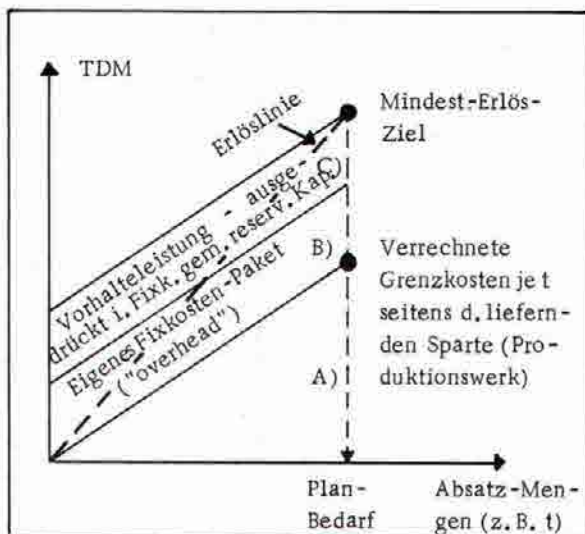 TDM
Erlöslinie
Mindest-Erlös-
Ziel
Vorhalteleistung - ausge-
drückt i. Fixk. gem. reserv. Kap.
C)
Eigenes Fixkosten-Paket
("overhead")
B)
Verrechnete
Grenzkosten je t
seitens d. liefern-
den Sparte (Pro-
duktionswerk)
A)
Plan-
Bedarf
Absatz-Men-
gen (z. B. t)